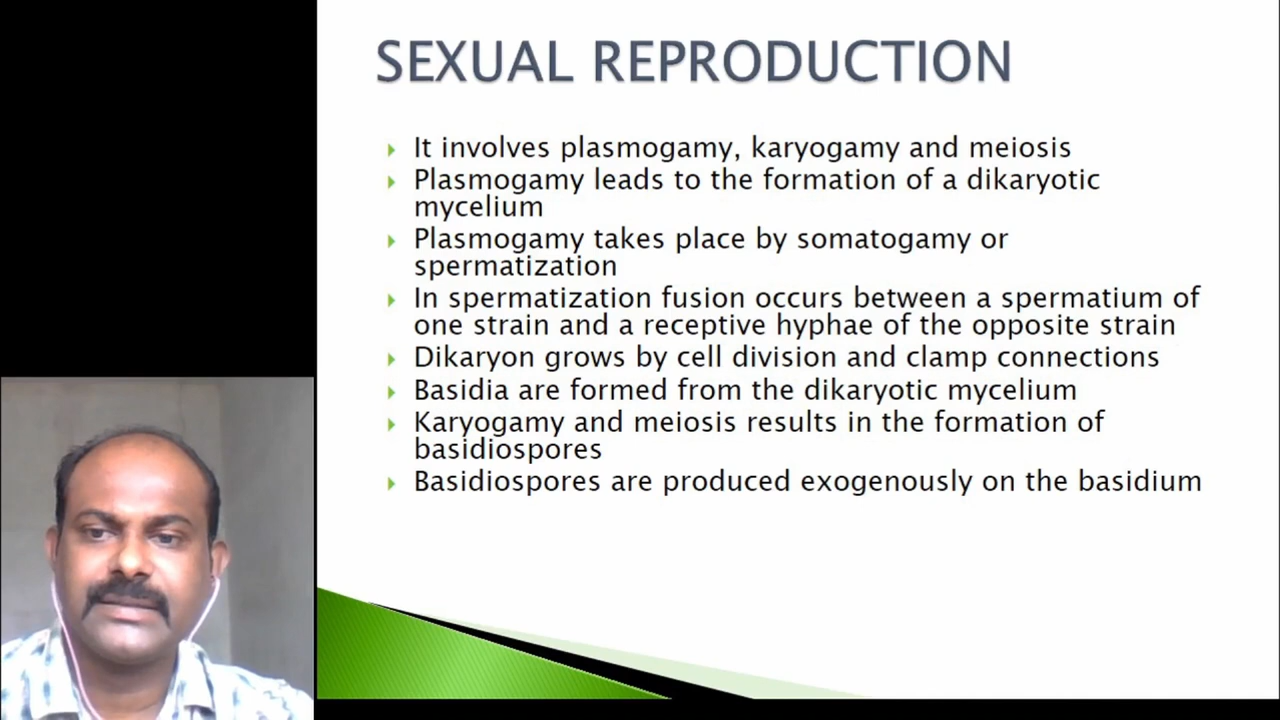 SEXUAL REPRODUCTION
It involves plasmogamy, karyogamy and meiosis
Plasmogamy leads to the formation of a dikaryotic
mycelium
Plasmogamy takes place by somatogamy or
spermatization
In spermatization fusion occurs between a spermatium of
one strain and a receptive hyphae of the opposite strain
Dikaryon grows by cell division and clamp connections
Basidia are formed from the dikaryotic mycelium
Karyogamy and meiosis results in the formation of
basidiospores
Basidiospores are produced exogenously on the basidium